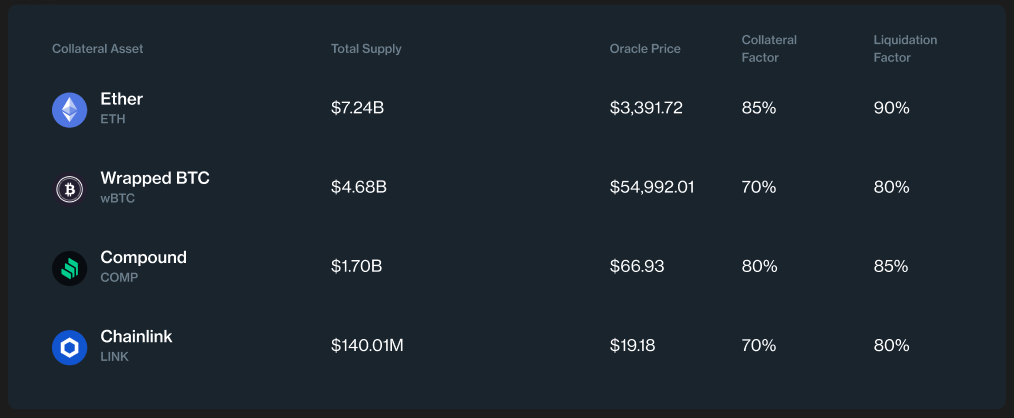 Collateral Asset Total Supply Oracle Price Collateral Factor Liquidation Factor
Ether
ETH
$7.24B $3,391.72 85% 90%
Wrapped BTC
wBTC
$4.68B $54,992.01 70% 80%
Compound
COMP
$1.70B $66.93 80% 85%
Chainlink
LINK
$140.01M $19.18 70% 80%